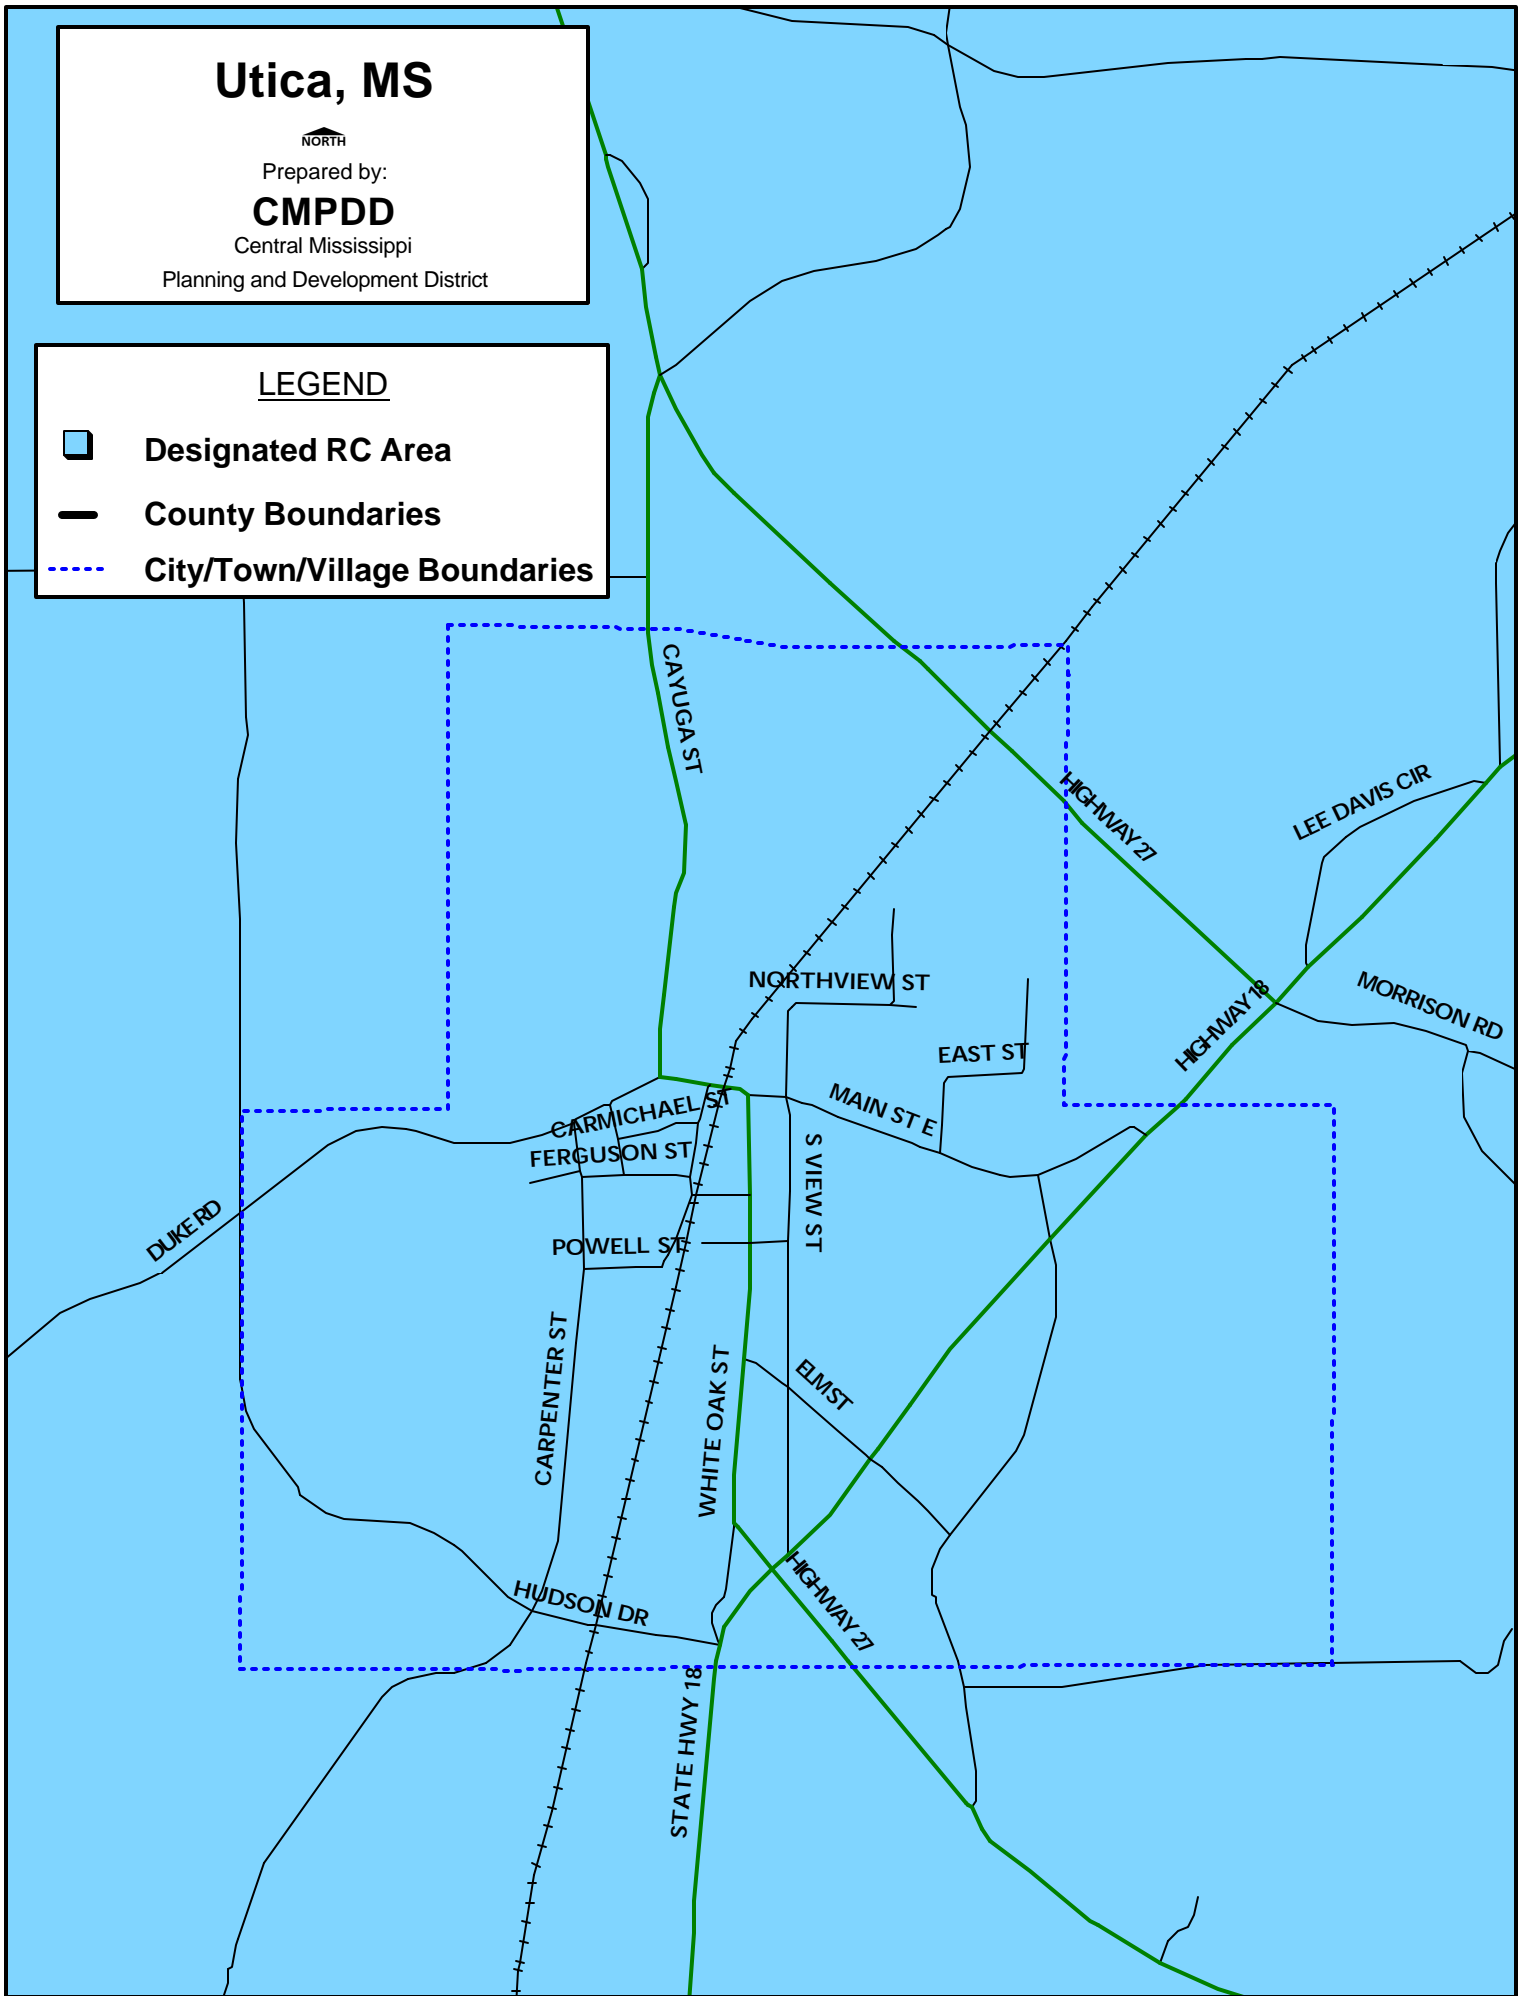 Utica, MS
NORTH
Prepared by:
CMPDD
Central Mississippi
Planning and Development District
LEGEND
Designated RC Area
County Boundaries
City/Town/Village Boundaries
CAYUGA ST
HIGHWAY 27
LEE DAVIS CIR
NORTHVIEW ST
MORRISON RD
HIGHWAY 18
EAST ST
MAIN ST E
CARMICHAEL ST
FERGUSON ST
S VIEW ST
DUKE RD
POWELL ST
CARPENTER ST
WHITE OAK ST
ELM ST
HUDSON DR
HIGHWAY 27
STATE HWY 18